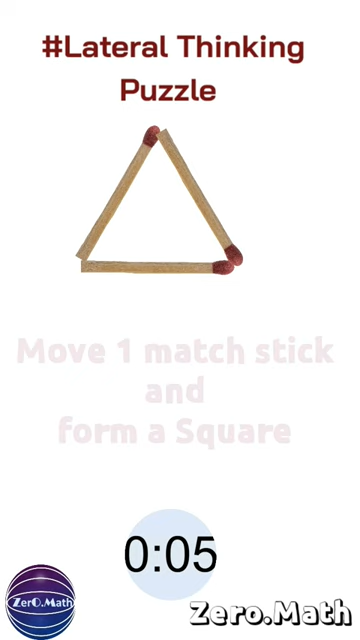 #Lateral Thinking
Puzzle
Move 1 match stick
and
form a Square
0:05
ZerO.Math
Zero.Math